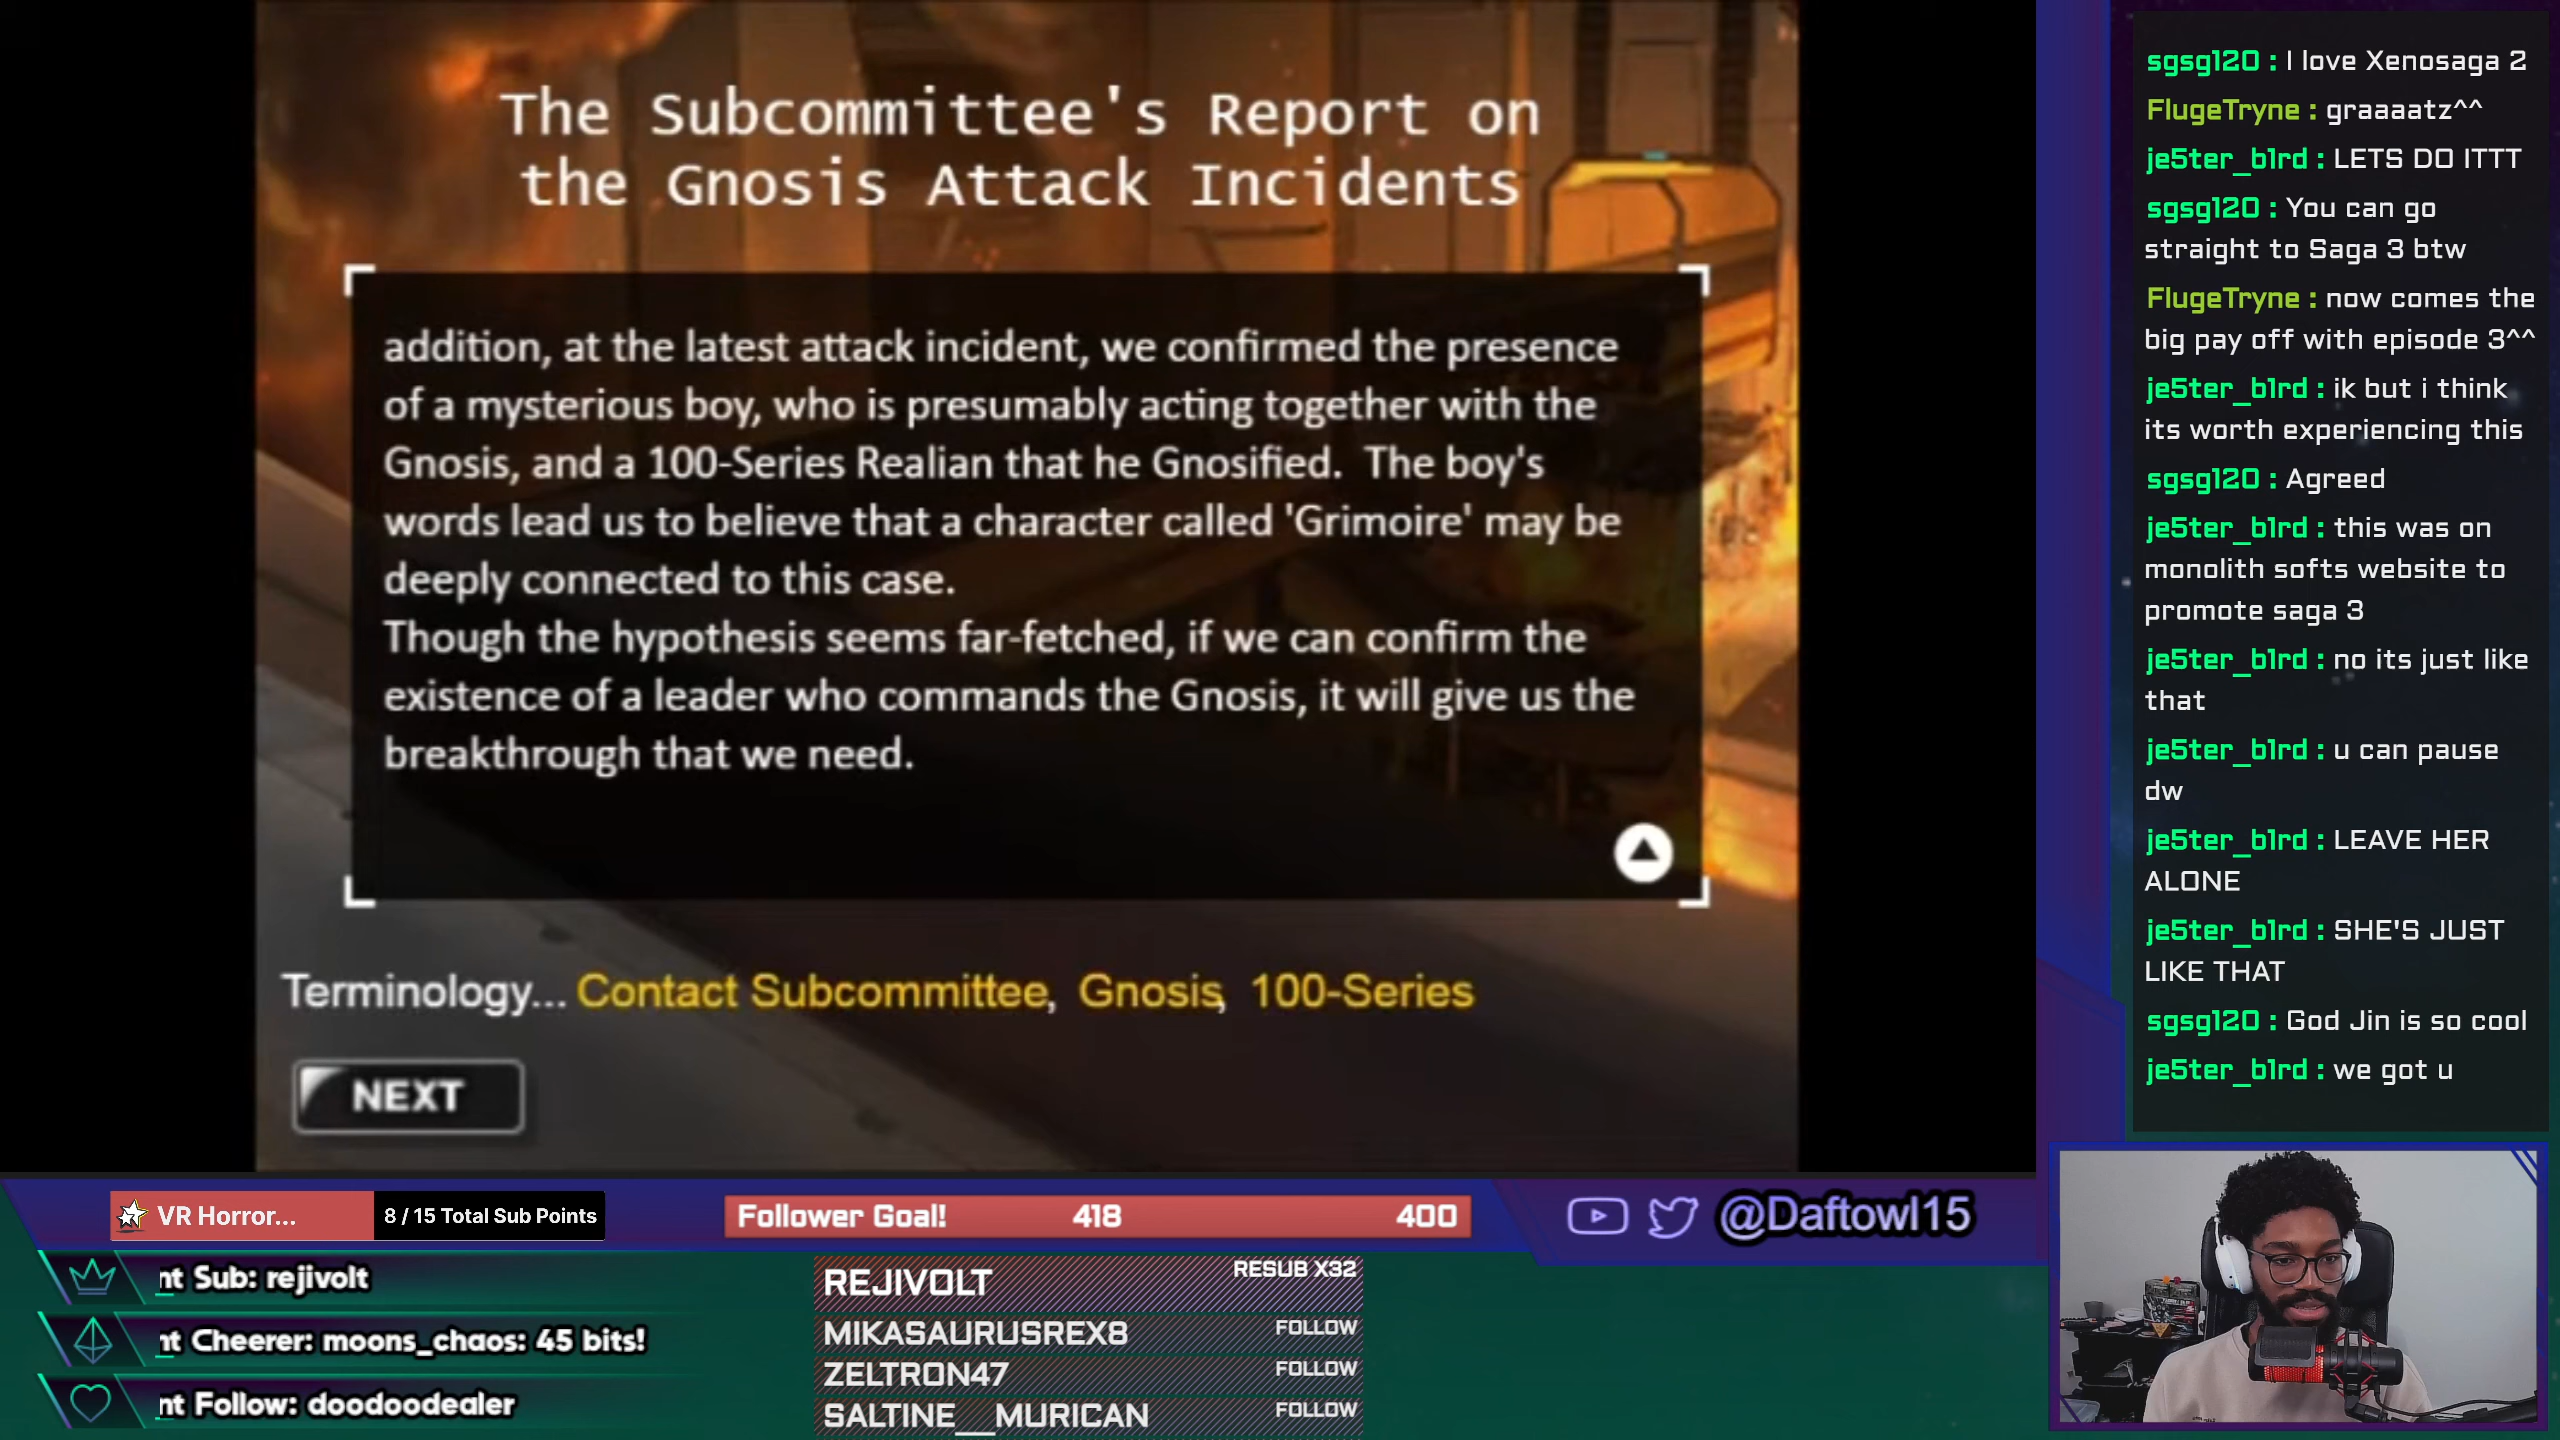 The Subcommittee's Report on
the Gnosis Attack Incidents
addition, at the latest attack incident, we confirmed the presence
of a mysterious boy, who is presumably acting together with the
Gnosis, and a 100-Series Realian that he Gnosified.  The boy's
words lead us to believe that a character called 'Grimoire' may be
deeply connected to this case.
Though the hypothesis seems far-fetched, if we can confirm the
existence of a leader who commands the Gnosis, it will give us the
breakthrough that we need.
Terminology... Contact Subcommittee, Gnosis, 100-Series
NEXT
sgsg120 : I love Xenosaga 2
FlugeTryne : graaaatz^^
je5ter_b1rd : LETS DO ITTT
sgsg120 : You can go
straight to Saga 3 btw
FlugeTryne : now comes the
big pay off with episode 3^^
je5ter_b1rd : ik but i think
its worth experiencing this
sgsg120 : Agreed
je5ter_b1rd : this was on
monolith softs website to
promote saga 3
je5ter_b1rd : no its just like
that
je5ter_b1rd : u can pause
dw
je5ter_b1rd : LEAVE HER
ALONE
je5ter_b1rd : SHE'S JUST
LIKE THAT
sgsg120 : God Jin is so cool
je5ter_b1rd : we got u
VR Horror... 8 / 15 Total Sub Points
Follower Goal! 418 400
@Daftowl15
nt Sub: rejivolt
nt Cheerer: moons_chaos: 45 bits!
nt Follow: doodoodealer
REJIVOLT RESUB X32
MIKASAURUSREX8 FOLLOW
ZELTRON47 FOLLOW
SALTINE__MURICAN FOLLOW